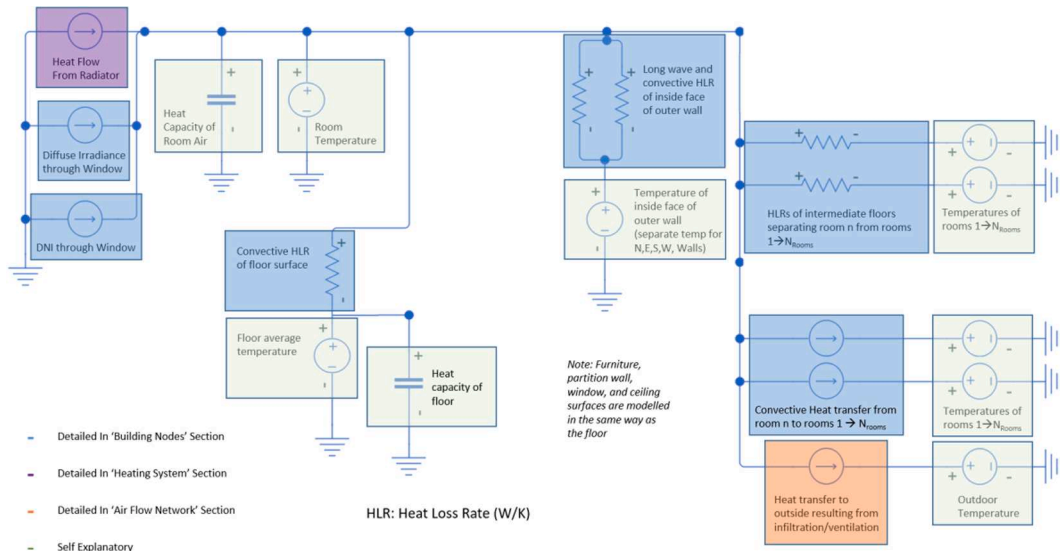 Heat Flow
From Radiator
Diffuse Irradiance
through Window
DNI through Window
+
-
Heat
Capacity of
Room Air
+
-
+
-
Room
Temperature
+
+
-
-
Long wave and
convective HLR
of inside face
of outer wall
+
-
+
-
Temperature of
inside face of
outer wall
(separate temp for
N,E,S,W, Walls)
+
-
+
-
HLRs of intermediate floors
separating room n from rooms
1→NRooms
+
+
-
-
+
+
-
-
Temperatures of
rooms 1→NRooms
Convective HLR
of floor surface
+
-
Floor average
temperature
+
-
+
-
+
-
Heat
capacity of
floor
Note: Furniture,
partition wall,
window, and ceiling
surfaces are modelled
in the same way as
the floor
Convective Heat transfer from
room n to rooms 1 → Nrooms
+
+
-
-
+
+
-
-
Temperatures of
rooms 1→NRooms
Heat transfer to
outside resulting from
infiltration/ventilation
+
+
-
-
Outdoor
Temperature
- Detailed In ‘Building Nodes’ Section
- Detailed In ‘Heating System’ Section
- Detailed In ‘Air Flow Network’ Section
- Self Explanatory
HLR: Heat Loss Rate (W/K)